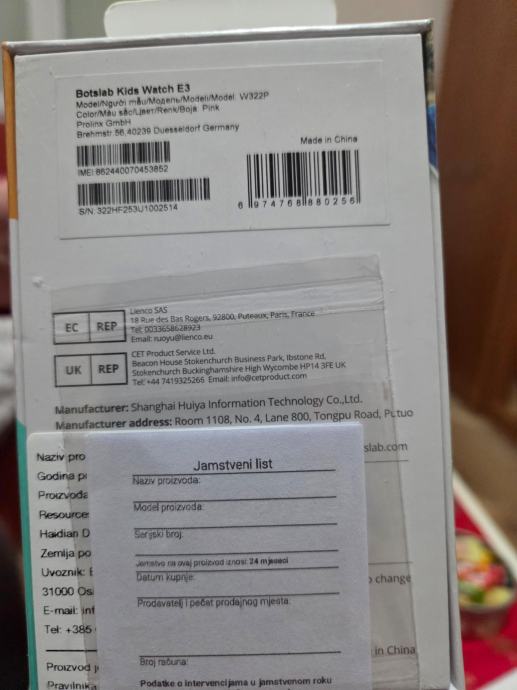 Botslab Kids Watch E3
Model/Người mẫu/Модель/Modeli/Model: W322P
Color/Màu sắc/Цвет/Renk/Boja: Pink
Prolinx GmbH
Brehmstr.56,40239 Duesseldorf Germany
Made in China
IMEI:862440070453852
S/N: 322HF253U1002514
6 974768 880256
EC REP
Lienco SAS
18 Rue des Bas Rogers, 92800, Puteaux, Paris, France
Tel: 0033658628923
Email: ruoyu@lienco.eu
UK REP
CET Product Service Ltd.
Beacon House Stokenchurch Business Park, Ibstone Rd,
Stokenchurch Buckinghamshire High Wycombe HP14 3FE UK
Tel: +44 7419325266 Email: info@cetproduct.com
Manufacturer: Shanghai Huiya Information Technology Co.,Ltd.
Manufacturer address: Room 1108, No. 4, Lane 800, Tongpu Road, Putuo
slab.com
change
in China
Naziv pro
Godina pr
Proizvođa
Resource
Haidian D
Zemlja po
Uvoznik:
31000 Osi
E-mail: inf
Tel: +385
Proizvod j
Pravilnika
Jamstveni list
Naziv proizvoda:
Model proizvoda:
Serijski broj:
Jamstvo na ovaj proizvod iznosi: 24 mjeseci
Datum kupnje:
Prodavatelj i pečat prodajnog mjesta:
Broj računa:
Podatke o intervencijama u jamstvenom roku